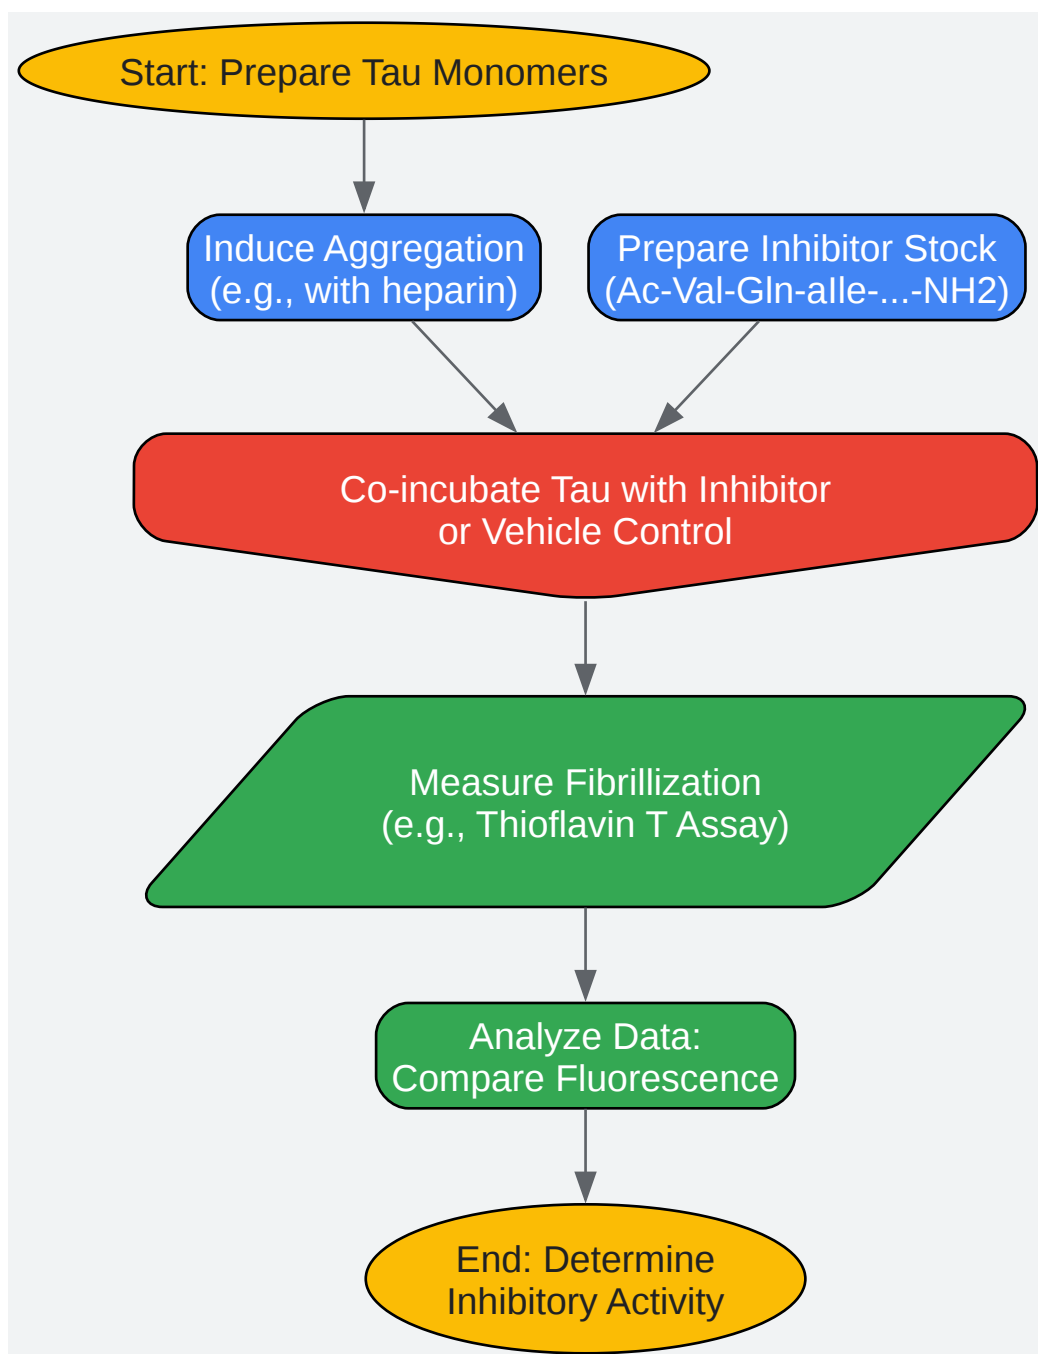 Start: Prepare Tau Monomers
Induce Aggregation
(e.g., with heparin)
Prepare Inhibitor Stock
(Ac-Val-Gln-aIle-...-NH2)
Co-incubate Tau with Inhibitor
or Vehicle Control
Measure Fibrillization
(e.g., Thioflavin T Assay)
Analyze Data:
Compare Fluorescence
End: Determine
Inhibitory Activity